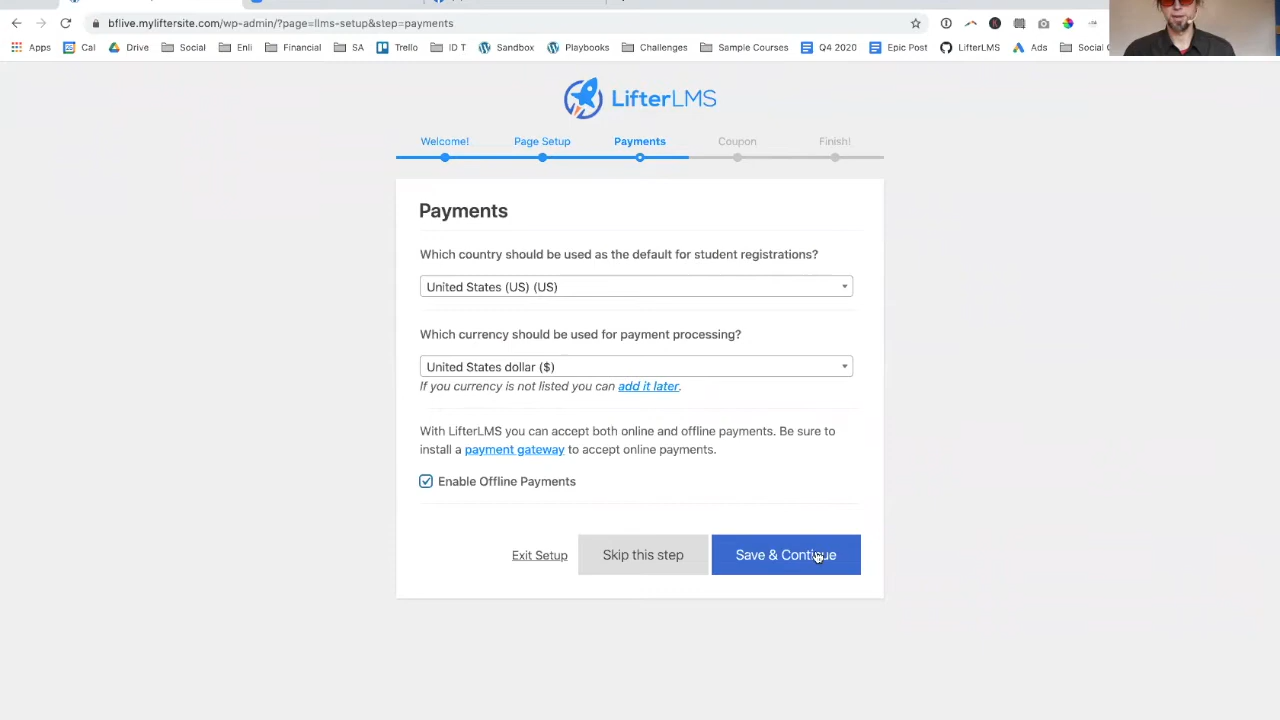 bflive.myliftersite.com/wp-admin/?page=llms-setup&step=payments
Apps Cal Drive Social Enli Financial SA Trello ID T Sandbox Playbooks Challenges Sample Courses Q4 2020 Epic Post LifterLMS Ads Social
LifterLMS
Welcome! Page Setup Payments Coupon Finish!
Payments
Which country should be used as the default for student registrations?
United States (US) (US)
Which currency should be used for payment processing?
United States dollar ($)
If you currency is not listed you can add it later.
With LifterLMS you can accept both online and offline payments. Be sure to
install a payment gateway to accept online payments.
Enable Offline Payments
Exit Setup Skip this step Save & Continue